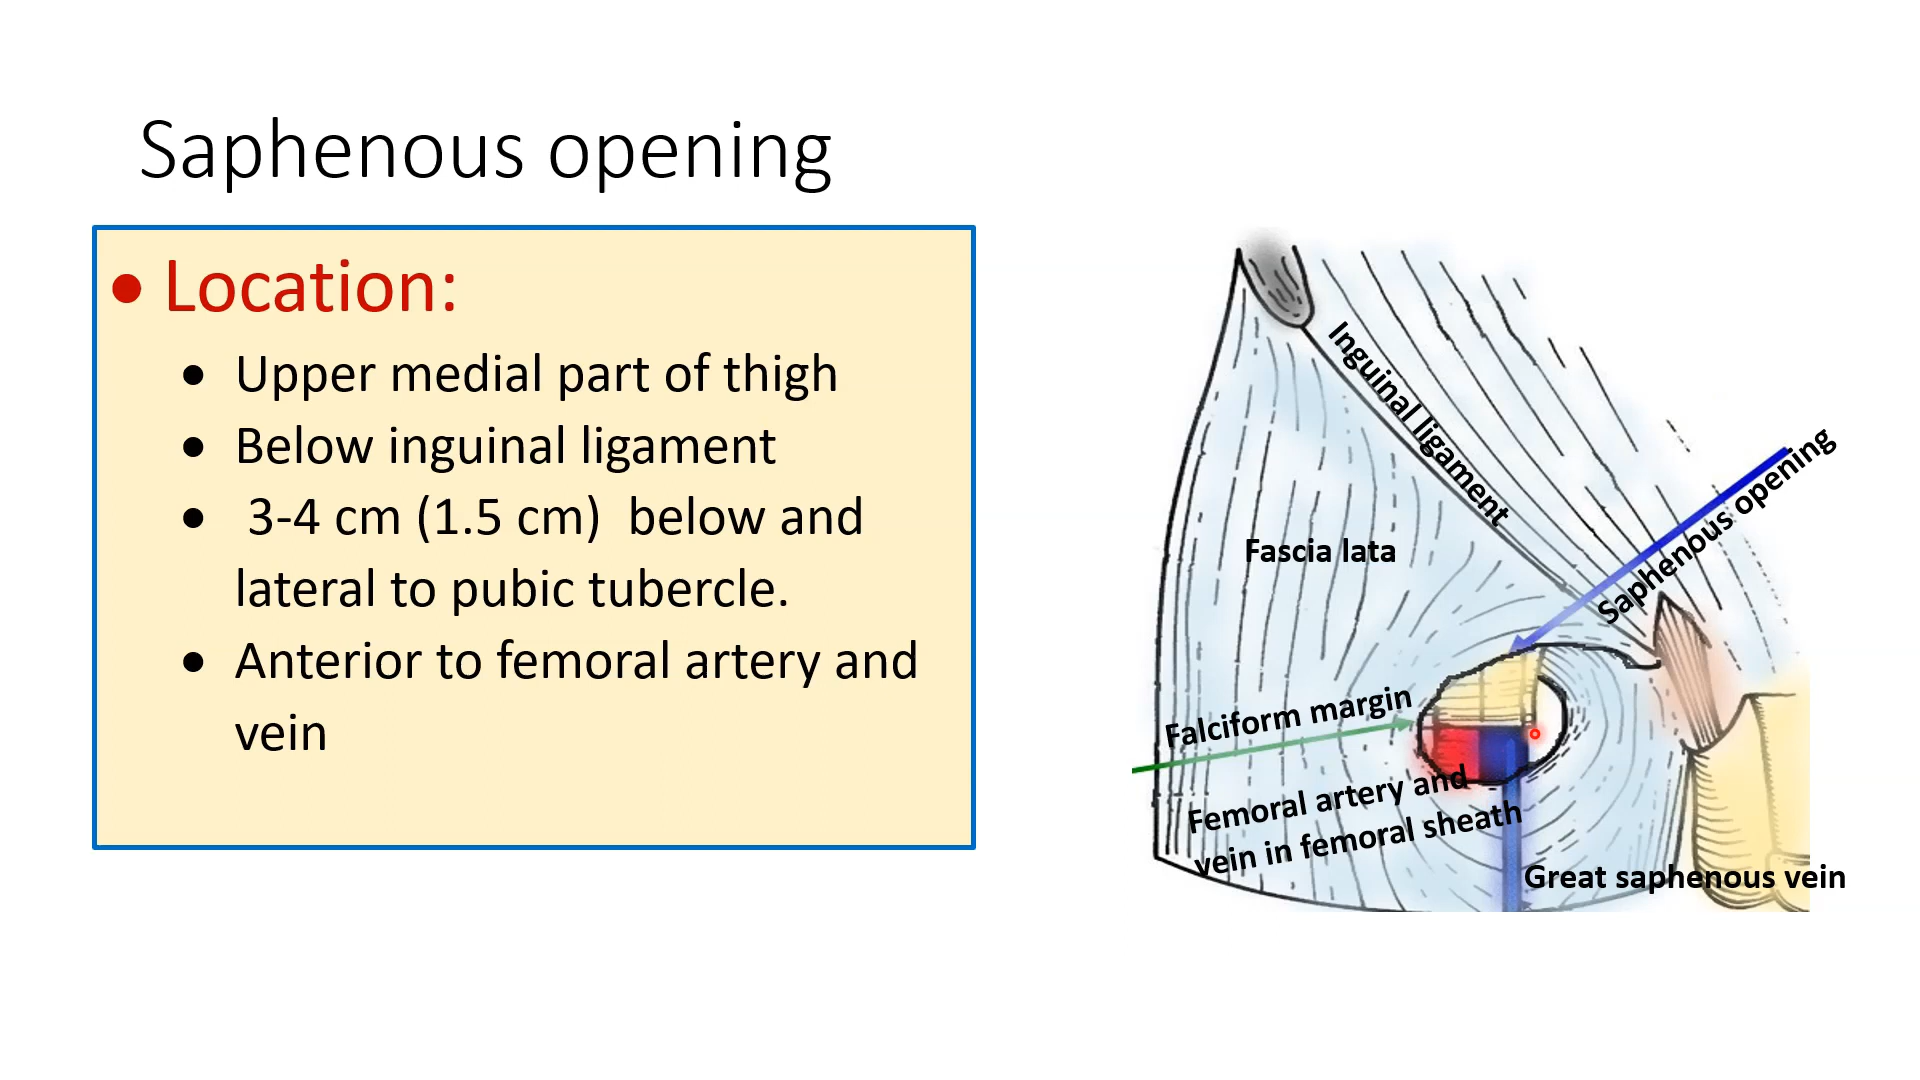 Saphenous opening
• Location:
• Upper medial part of thigh
• Below inguinal ligament
• 3-4 cm (1.5 cm) below and
lateral to pubic tubercle.
• Anterior to femoral artery and
vein
Inguinal ligament
Saphenous opening
Fascia lata
Falciform margin
Femoral artery and
vein in femoral sheath
Great saphenous vein